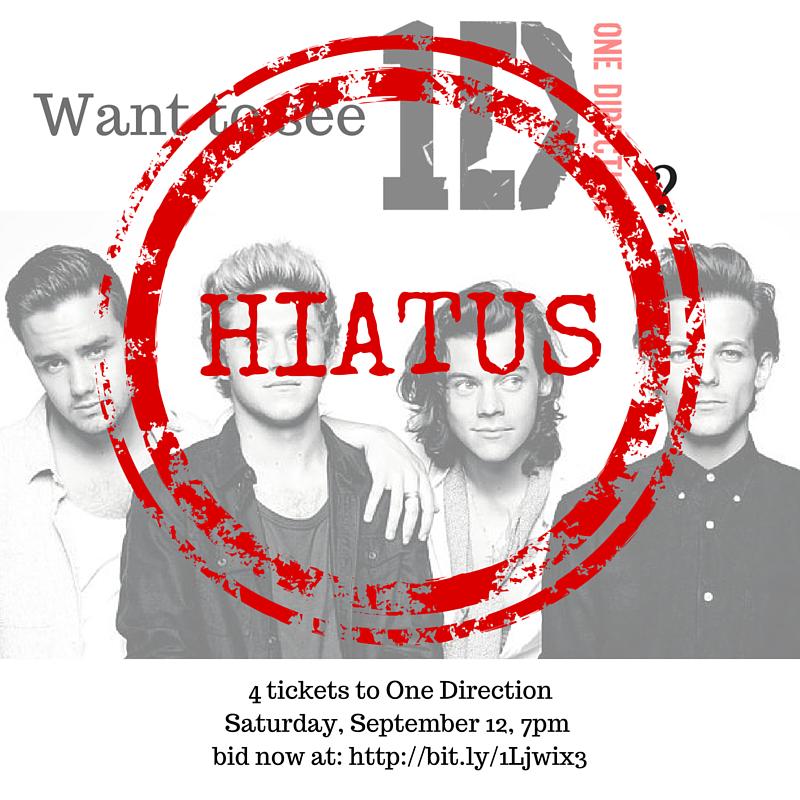 Want to see 1D ?
ONE DIRECTI
HIATUS
4 tickets to One Direction
Saturday, September 12, 7pm
bid now at: http://bit.ly/1Ljwix3